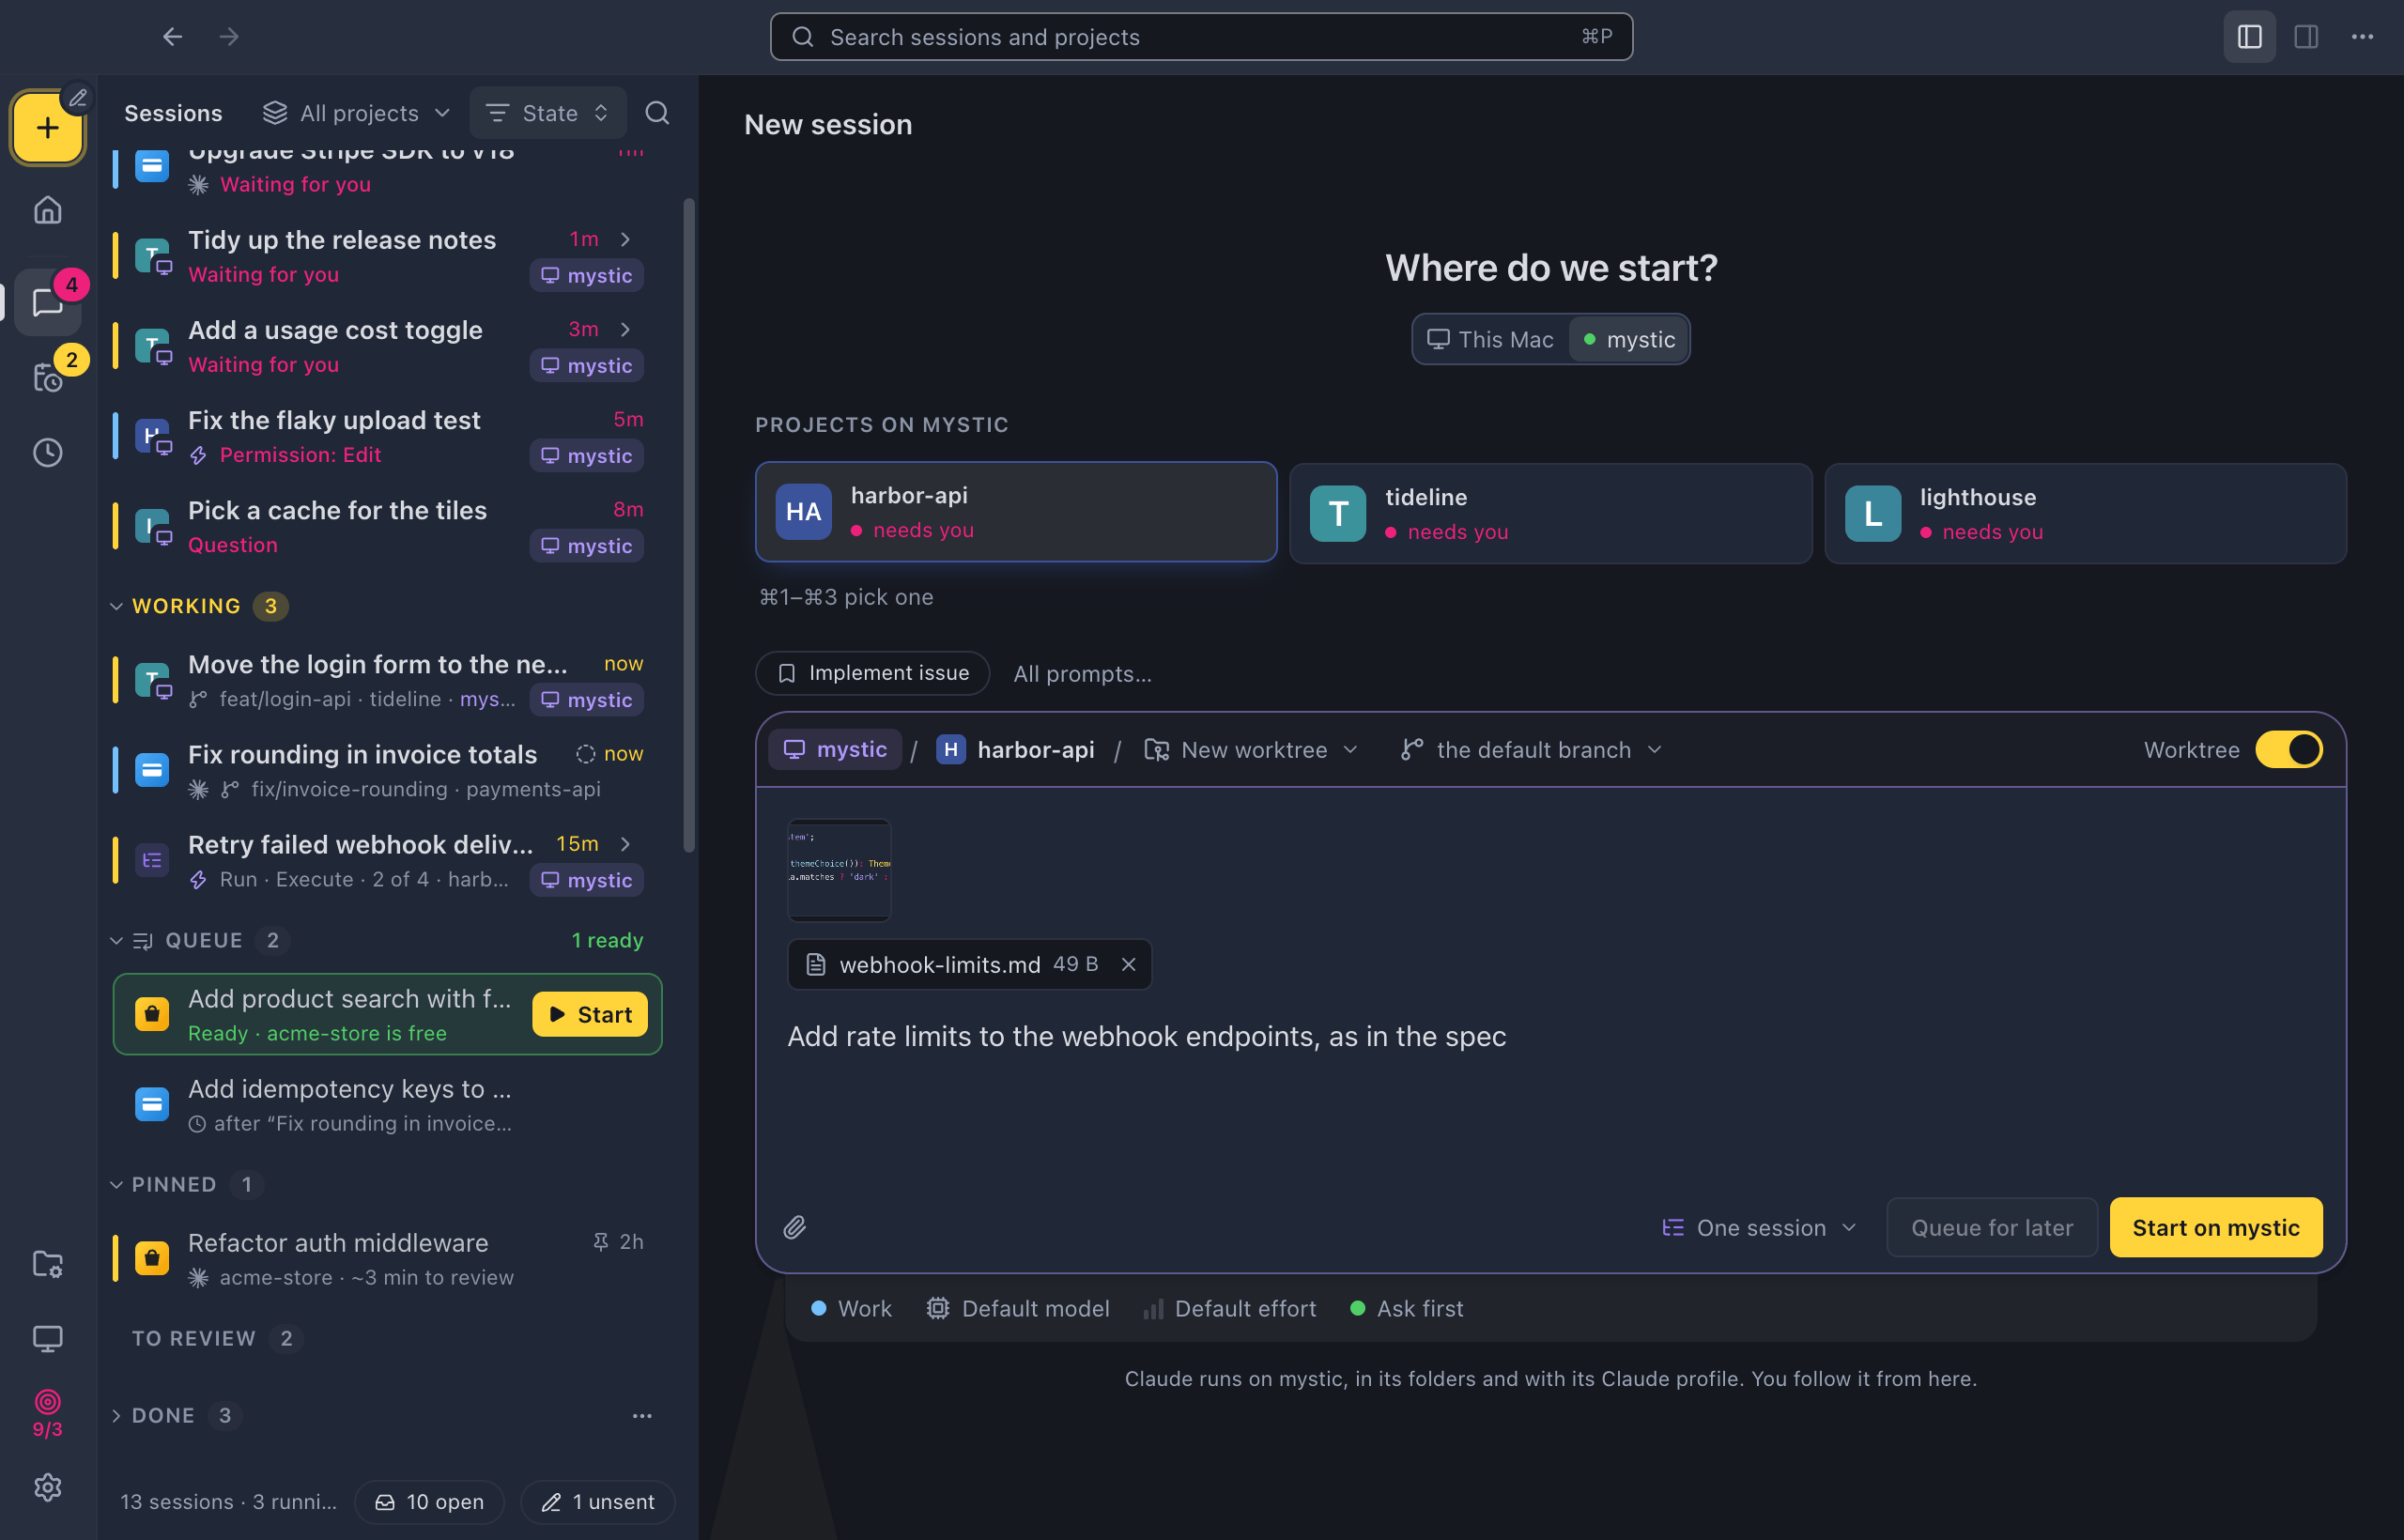 Search sessions and projects ⌘P
Sessions All projects State
4
2
9/3
Upgrade Stripe SDK to v18
Waiting for you
T Tidy up the release notes 1m
Waiting for you mystic
T Add a usage cost toggle 3m
Waiting for you mystic
H Fix the flaky upload test 5m
Permission: Edit mystic
Pick a cache for the tiles 8m
Question mystic
WORKING 3
T Move the login form to the ne... now
feat/login-api · tideline · mys... mystic
Fix rounding in invoice totals now
fix/invoice-rounding · payments-api
Retry failed webhook deliv... 15m
Run · Execute · 2 of 4 · harb... mystic
QUEUE 2 1 ready
Add product search with f...
Ready · acme-store is free
Start
Add idempotency keys to ...
after “Fix rounding in invoice...
PINNED 1
Refactor auth middleware 2h
acme-store · ~3 min to review
TO REVIEW 2
DONE 3
13 sessions · 3 runni... 10 open 1 unsent
New session
Where do we start?
This Mac mystic
PROJECTS ON MYSTIC
HA harbor-api
needs you
T tideline
needs you
L lighthouse
needs you
⌘1–⌘3 pick one
Implement issue All prompts...
mystic / H harbor-api / New worktree the default branch Worktree
themeChoice()): Them
a.matches ? 'dark' :
webhook-limits.md 49 B
Add rate limits to the webhook endpoints, as in the spec
One session Queue for later Start on mystic
Work Default model Default effort Ask first
Claude runs on mystic, in its folders and with its Claude profile. You follow it from here.